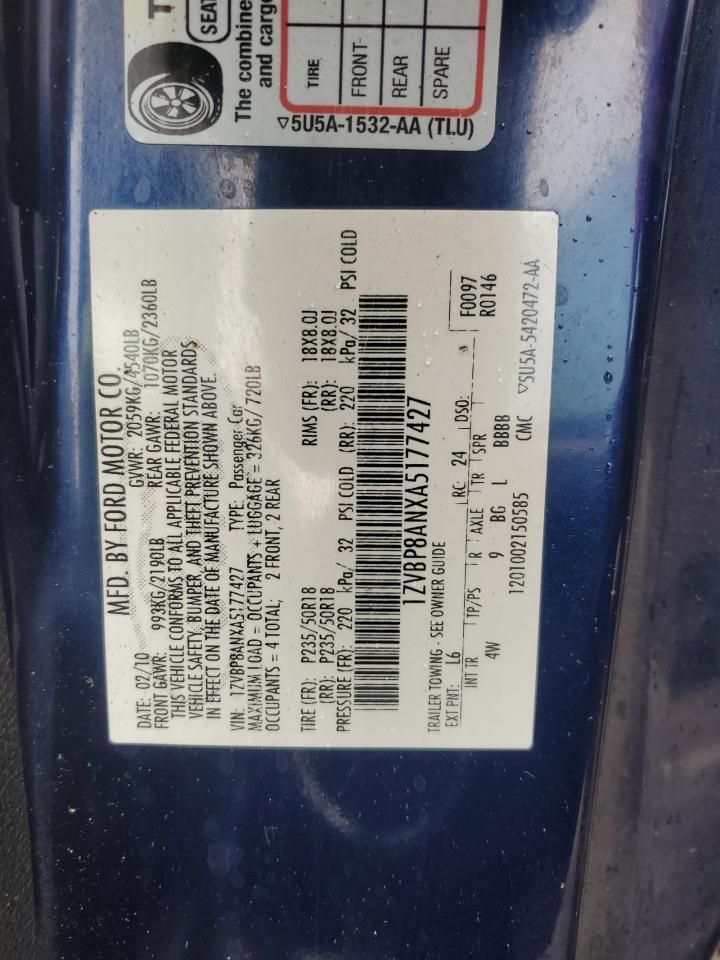 T
SEAT
The combine
and cargo
TIRE
FRONT
REAR
SPARE
▽5U5A-1532-AA (TLU)
MFD. BY FORD MOTOR CO.
DATE: 02/10 GVWR: 2059KG/4540LB
FRONT GAWR: 993KG/2190LB REAR GAWR: 1070KG/2360LB
THIS VEHICLE CONFORMS TO ALL APPLICABLE FEDERAL MOTOR
VEHICLE SAFETY, BUMPER, AND THEFT PREVENTION STANDARDS
IN EFFECT ON THE DATE OF MANUFACTURE SHOWN ABOVE.
VIN: 1ZVBP8ANXA5177427 TYPE: Passenger Car
MAXIMUM LOAD = OCCUPANTS + LUGGAGE = 326KG/720LB
OCCUPANTS = 4 TOTAL; 2 FRONT, 2 REAR
TIRE (FR): P235/50R18 RIMS (FR): 18X8.0J
(RR): P235/50R18 (RR): 18X8.0J
PRESSURE (FR): 220 kPa/ 32 PSI COLD (RR): 220 kPa/ 32 PSI COLD
1ZVBP8ANXA5177427
TRAILER TOWING - SEE OWNER GUIDE
EXT PNT: L6 RC: 24 DSO: F0097
INT TR TP/PS R AXLE TR SPR R0146
4W 9 BG L BBBB
1201002150585 CMC ▽5U5A-5420472-AA